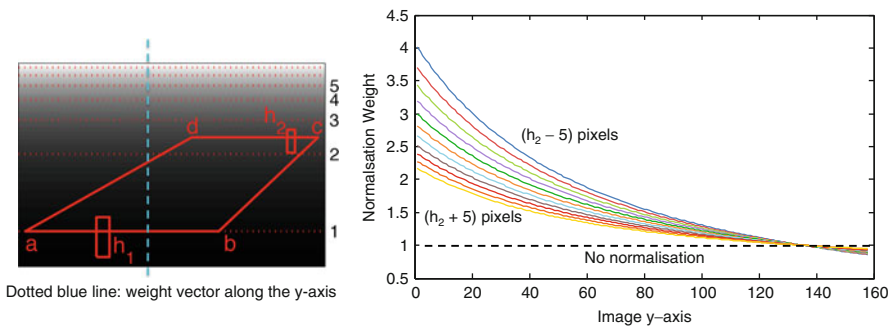 5
4
3
2
1
d
c
h2
a
b
h1
Dotted blue line: weight vector along the y-axis
4.5
4
3.5
3
2.5
2
1.5
1
0.5
Normalisation Weight
(h2 – 5) pixels
(h2 + 5) pixels
No normalisation
0 20 40 60 80 100 120 140 160
Image y–axis